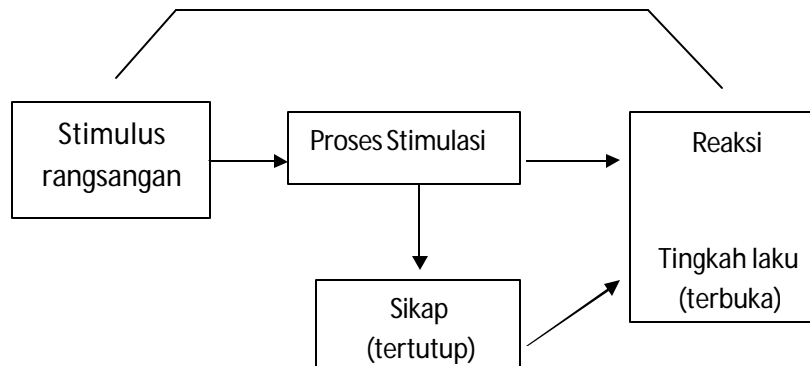 Stimulus
rangsangan
Proses Stimulasi
Reaksi
Tingkah laku
(terbuka)
Sikap
(tertutup)